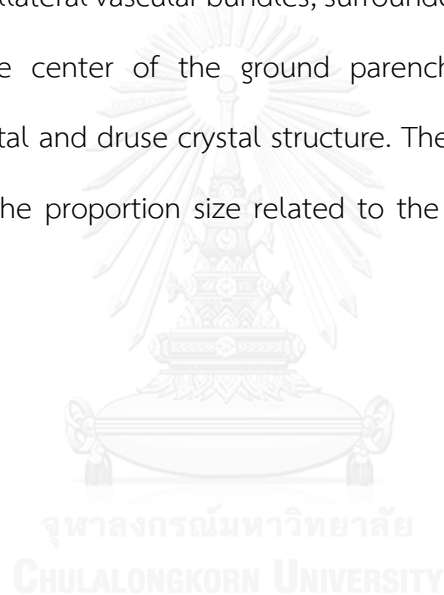 llateral vascular bundles, surrounde
e center of the ground parench
tal and druse crystal structure. The
he proportion size related to the
จุฬาลงกรณ์มหาวิทยาลัย
CHULALONGKORN UNIVERSITY